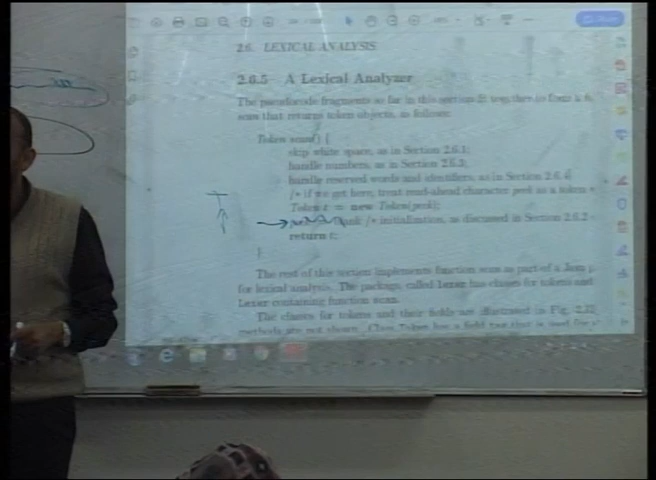 2.6. LEXICAL ANALYSIS
2.6.5 A Lexical Analyzer
The pseudocode fragments so far in this section fit together to form a
scan that returns token objects, as follows:
Token scan() {
skip white space, as in Section 2.6.1;
handle numbers, as in Section 2.6.3;
handle reserved words and identifiers, as in Section 2.6.4;
/* if we get here, treat read-ahead character peek as a token
Token t = new Token(peek);
blank /* initialization, as discussed in Section 2.6.2
return t;
}
The rest of this section implements function scan as part of a Java
for lexical analysis. The package, called lexer has classes for tokens and
Lexer containing function scan.
The classes for tokens and their fields are illustrated in Fig. 2.32
methods are not shown. Class Token has a field tag that is used for